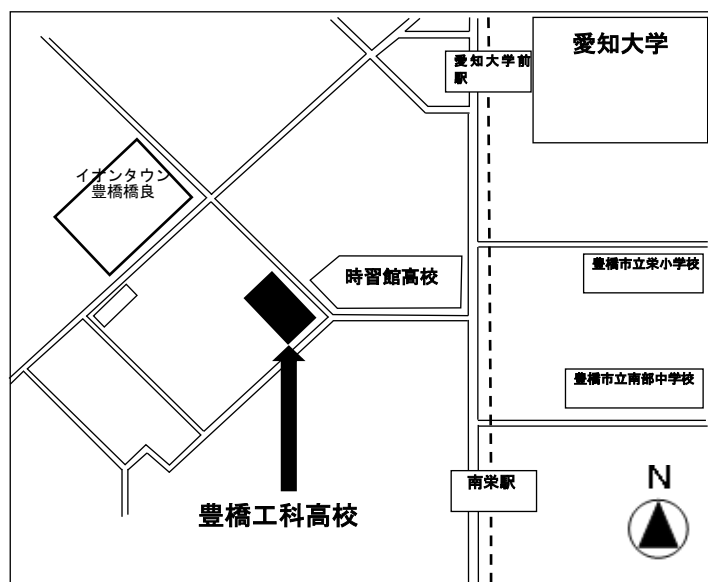 愛知大学
愛知大学前
駅
イオンタウン
豊橋橋良
時習館高校
豊橋市立栄小学校
豊橋市立南部中学校
南栄駅
N
豊橋工科高校